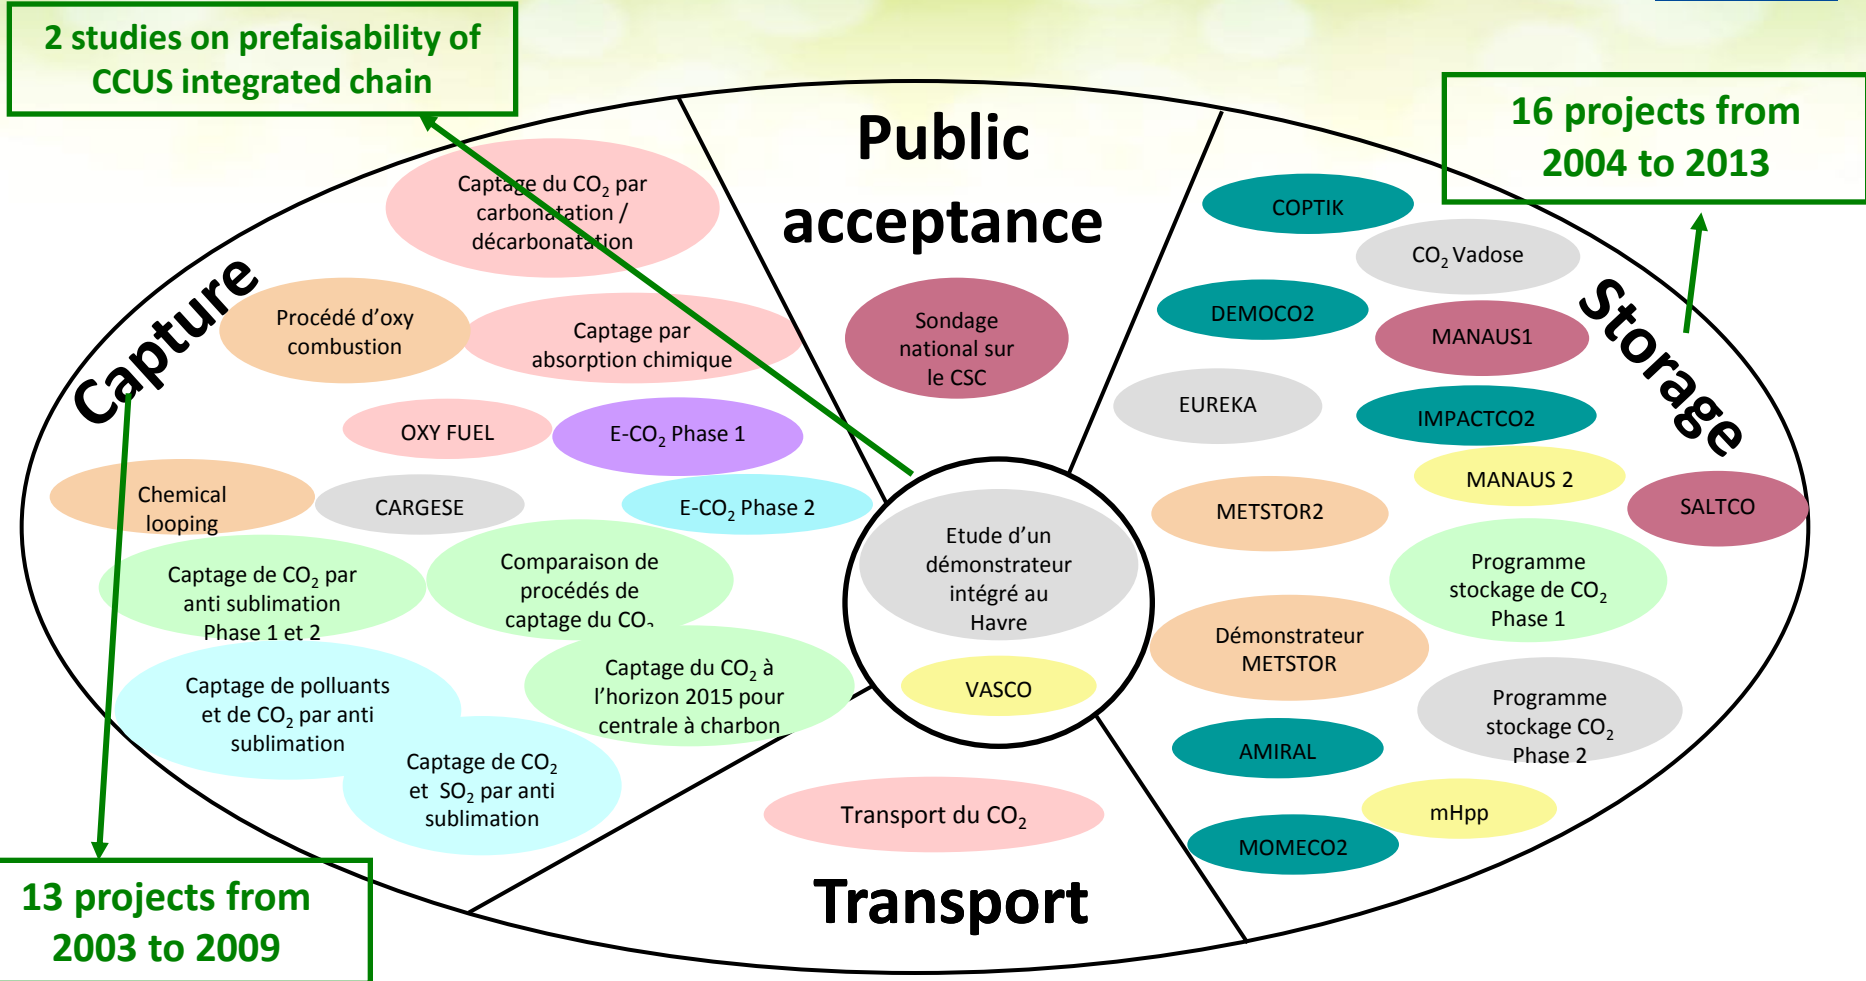 2 studies on prefaisability of
CCUS integrated chain
16 projects from
2004 to 2013
Public
acceptance
Sondage
national sur
le CSC
Capture
Captage du CO₂ par
carbonatation /
décarbonatation
Procédé d’oxy
combustion
Captage par
absorption chimique
OXY FUEL
E-CO₂ Phase 1
Chemical
looping
CARGESE
E-CO₂ Phase 2
Captage de CO₂ par
anti sublimation
Phase 1 et 2
Comparaison de
procédés de
captage du CO₂
Captage de polluants
et de CO₂ par anti
sublimation
Captage du CO₂ à
l’horizon 2015 pour
centrale à charbon
Captage de CO₂
et SO₂ par anti
sublimation
13 projects from
2003 to 2009
Etude d’un
démonstrateur
intégré au
Havre
VASCO
Transport du CO₂
Transport
Storage
COPTIK
CO₂ Vadose
DEMOCO2
MANAUS1
EUREKA
IMPACTCO2
MANAUS 2
METSTOR2
SALTCO
Programme
stockage de CO₂
Phase 1
Démonstrateur
METSTOR
Programme
stockage CO₂
Phase 2
AMIRAL
mHpp
MOMECO2